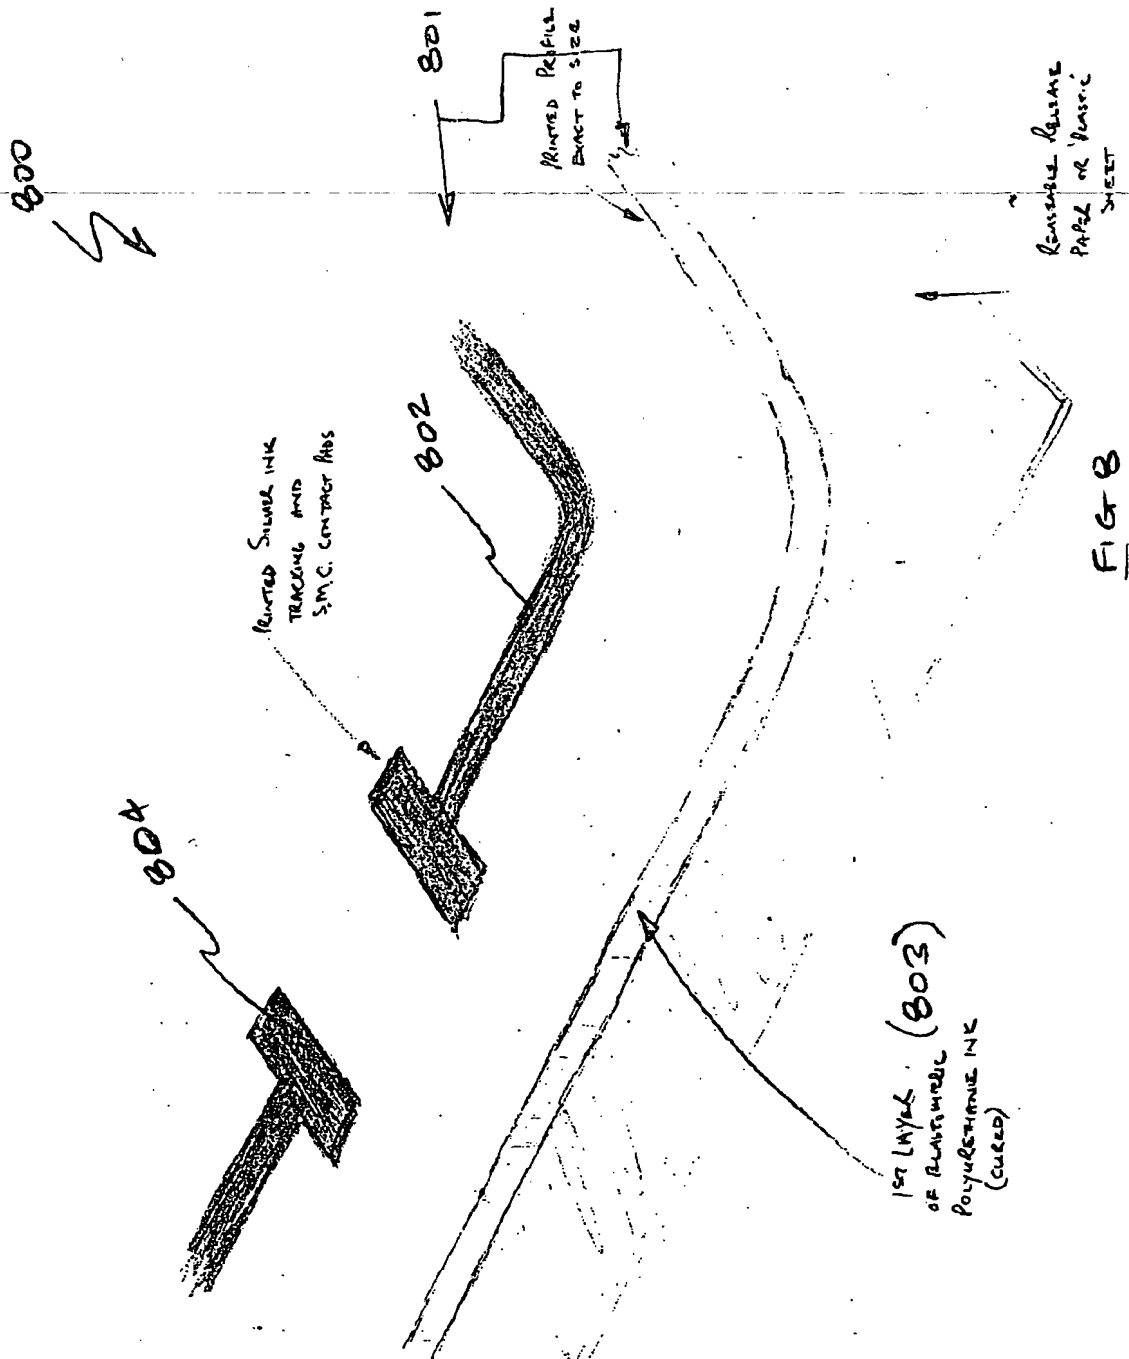 800
801
PRINTED PROFILE
EXACT TO SIZE
PRINTED SILVER INK
TRACKING AND
S.M.C. CONTACT PADS
802
804
REUSEABLE RELEASE
PAPER OR PLASTIC
SHEET
1ST LAYER. (803)
OF ELASTOMERIC
POLYURETHANE INK
(CURED)
FIG 8